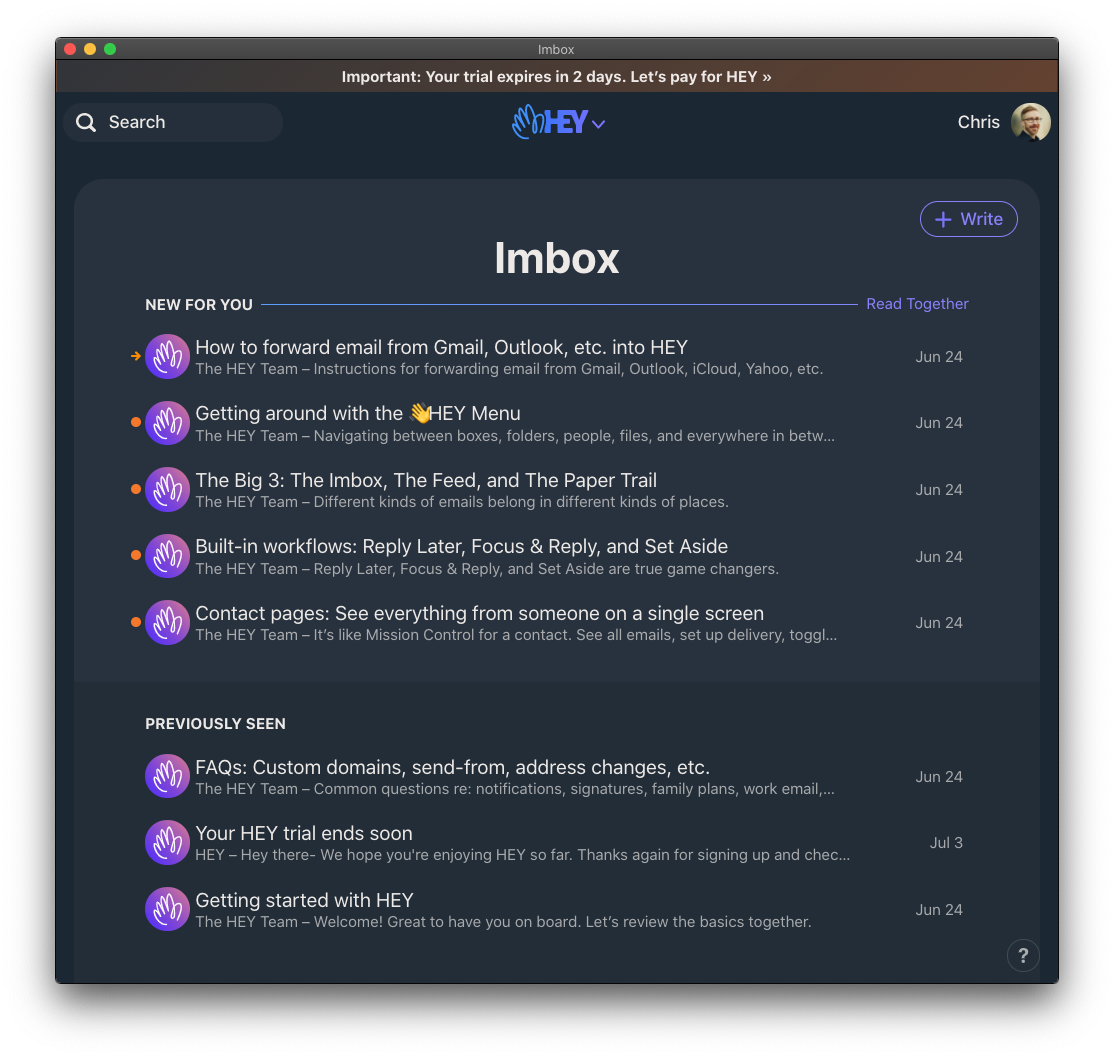 Imbox
Important: Your trial expires in 2 days. Let’s pay for HEY »
Search
HEY
Chris
+ Write
Imbox
NEW FOR YOU
Read Together
How to forward email from Gmail, Outlook, etc. into HEY
The HEY Team – Instructions for forwarding email from Gmail, Outlook, iCloud, Yahoo, etc.
Jun 24
Getting around with the 👋HEY Menu
The HEY Team – Navigating between boxes, folders, people, files, and everywhere in betw...
Jun 24
The Big 3: The Imbox, The Feed, and The Paper Trail
The HEY Team – Different kinds of emails belong in different kinds of places.
Jun 24
Built-in workflows: Reply Later, Focus & Reply, and Set Aside
The HEY Team – Reply Later, Focus & Reply, and Set Aside are true game changers.
Jun 24
Contact pages: See everything from someone on a single screen
The HEY Team – It’s like Mission Control for a contact. See all emails, set up delivery, toggl...
Jun 24
PREVIOUSLY SEEN
FAQs: Custom domains, send-from, address changes, etc.
The HEY Team – Common questions re: notifications, signatures, family plans, work email,...
Jun 24
Your HEY trial ends soon
HEY – Hey there- We hope you're enjoying HEY so far. Thanks again for signing up and chec...
Jul 3
Getting started with HEY
The HEY Team – Welcome! Great to have you on board. Let’s review the basics together.
Jun 24
?